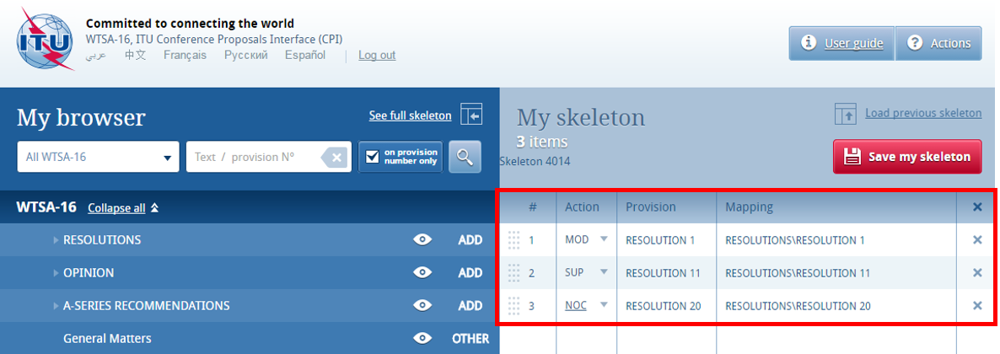 ITU
Committed to connecting the world
WTSA-16, ITU Conference Proposals Interface (CPI)
عربي 中文 Français Русский Español | Log out
User guide Actions
My browser
See full skeleton
All WTSA-16
Text / provision N°
on provision
number only
My skeleton
3 items
Skeleton 4014
Load previous skeleton
Save my skeleton
WTSA-16 Collapse all
RESOLUTIONS ADD
OPINION ADD
A-SERIES RECOMMENDATIONS ADD
General Matters OTHER
# Action Provision Mapping
1 MOD RESOLUTION 1 RESOLUTIONS\RESOLUTION 1
2 SUP RESOLUTION 11 RESOLUTIONS\RESOLUTION 11
3 NOC RESOLUTION 20 RESOLUTIONS\RESOLUTION 20